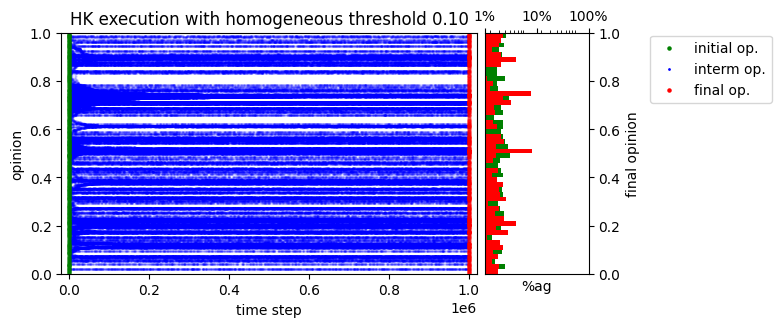 HK execution with homogeneous threshold 0.10
1% 10% 100%
initial op.
interm op.
final op.
1.0
0.8
0.6
0.4
0.2
0.0
opinion
0.0 0.2 0.4 0.6 0.8 1.0
1e6
time step
%ag
1.0
0.8
0.6
0.4
0.2
0.0
final opinion